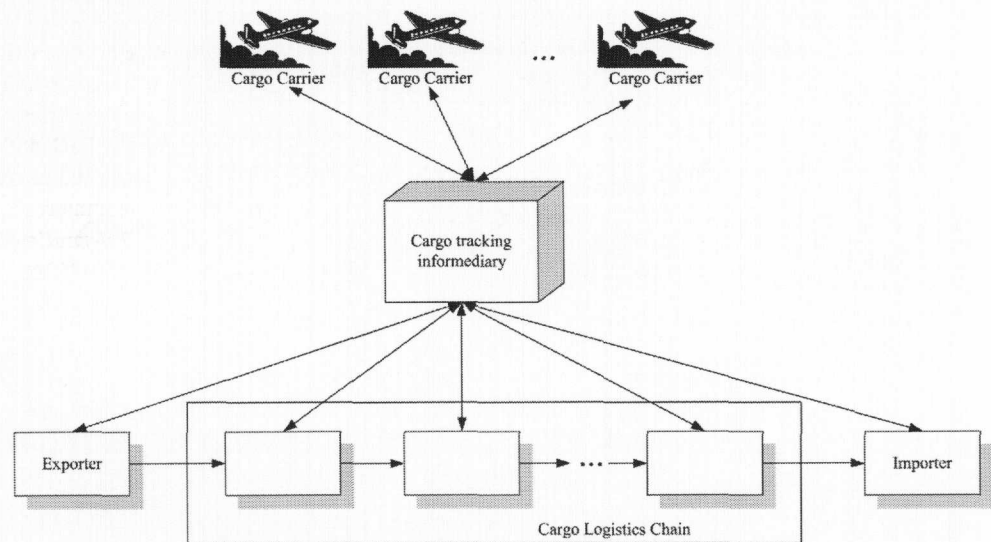 Cargo Carrier
Cargo Carrier
...
Cargo Carrier
Cargo tracking
informediary
Exporter
...
Importer
Cargo Logistics Chain